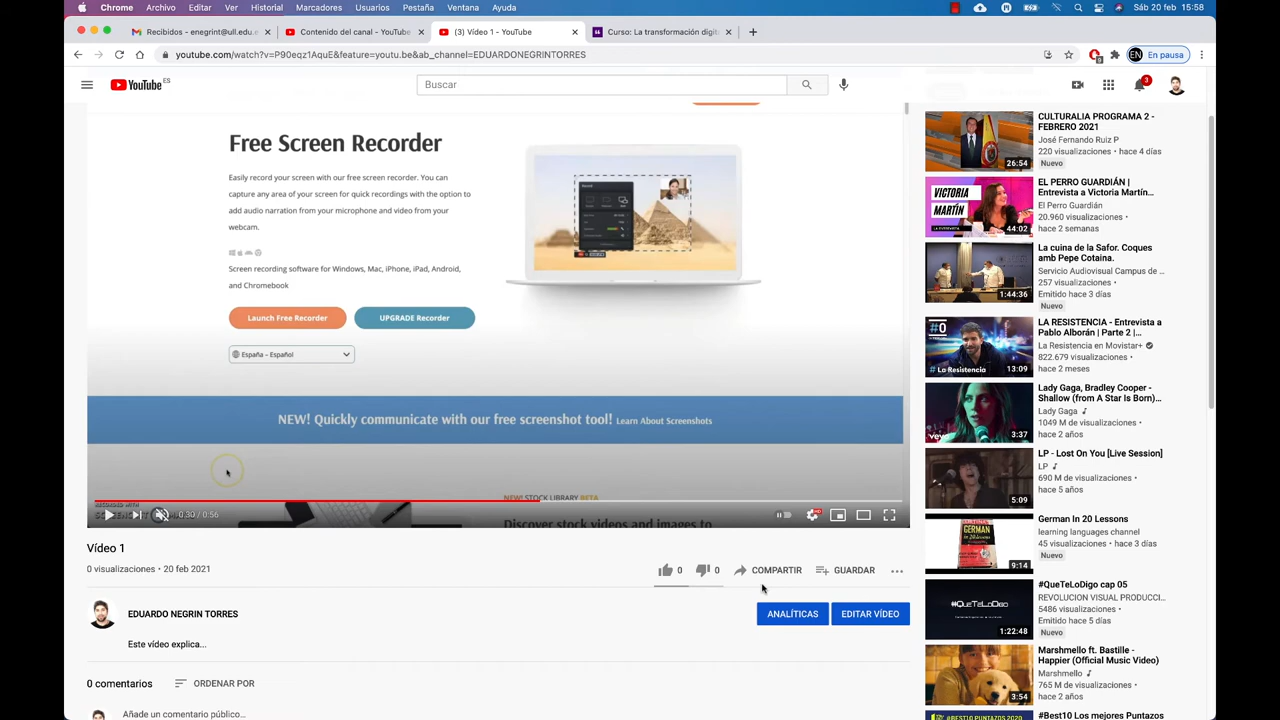 Chrome Archivo Editar Ver Historial Marcadores Usuarios Pestaña Ventana Ayuda
Sáb 20 feb 15:58
Recibidos - enegrint@ull.edu.e
Contenido del canal - YouTube
(3) Vídeo 1 - YouTube
Curso: La transformación digit
youtube.com/watch?v=P90eqz1AquE&feature=youtu.be&ab_channel=EDUARDONEGRINTORRES
EN En pausa
YouTube ES
Buscar
3
Free Screen Recorder
Easily record your screen with our free screen recorder. You can
capture any area of your screen for quick recordings with the option to
add audio narration from your microphone and video from your
webcam.
Screen recording software for Windows, Mac, iPhone, iPad, Android,
and Chromebook
Launch Free Recorder
UPGRADE Recorder
España - Español
NEW! Quickly communicate with our free screenshot tool! Learn About Screenshots
NEW! STOCK LIBRARY BETA
Discover stock videos and images to
RECORDED WITH
0:30 / 0:56
HD
Vídeo 1
0 visualizaciones • 20 feb 2021
0
0
COMPARTIR
GUARDAR
EDUARDO NEGRIN TORRES
ANALÍTICAS
EDITAR VÍDEO
Este vídeo explica...
0 comentarios
ORDENAR POR
Añade un comentario público...
26:54
CULTURALIA PROGRAMA 2 -
FEBRERO 2021
José Fernando Ruiz P
220 visualizaciones • hace 4 días
Nuevo
VICTORIA
MARTÍN
44:02
EL PERRO GUARDIÁN |
Entrevista a Victoria Martín...
El Perro Guardián
20.960 visualizaciones •
hace 2 semanas
1:44:36
La cuina de la Safor. Coques
amb Pepe Cotaina.
Servicio Audiovisual Campus de ...
257 visualizaciones •
Emitido hace 3 días
Nuevo
#0
# La Resistencia
13:09
LA RESISTENCIA - Entrevista a
Pablo Alborán | Parte 2 |...
La Resistencia en Movistar+
822.679 visualizaciones •
hace 2 meses
vevo
3:37
Lady Gaga, Bradley Cooper -
Shallow (from A Star Is Born)...
Lady Gaga
1049 M de visualizaciones •
hace 2 años
5:09
LP - Lost On You [Live Session]
LP
690 M de visualizaciones •
hace 5 años
GERMAN
IN 20
LESSONS
9:14
German In 20 Lessons
learning languages channel
45 visualizaciones • hace 3 días
Nuevo
#QueTeLoDigo
1:22:48
#QueTeLoDigo cap 05
REVOLUCION VISUAL PRODUCCI...
5486 visualizaciones •
Emitido hace 5 días
Nuevo
3:54
Marshmello ft. Bastille -
Happier (Official Music Video)
Marshmello
765 M de visualizaciones •
hace 2 años
#BEST10 PUNTAZOS 2020
#Best10 Los mejores Puntazos